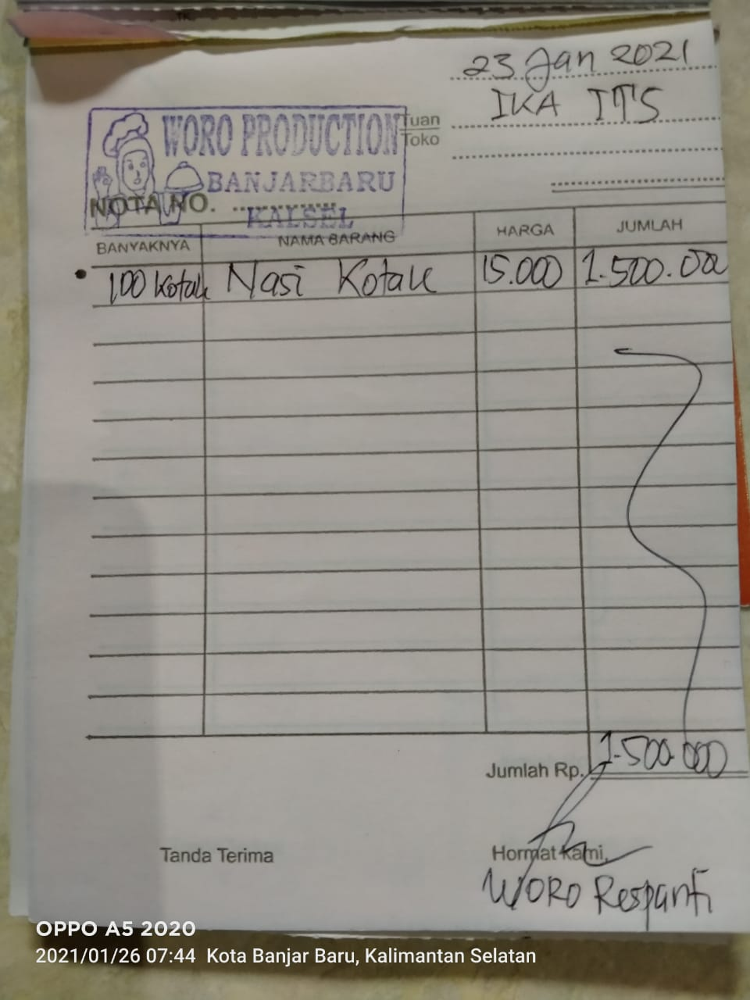 TK.
23 Jan 2021
Tuan IKA ITS
Toko
WORO PRODUCTION
BANJARBARU
KALSEL
NOTA NO. ..............
BANYAKNYA NAMA BARANG HARGA JUMLAH
100 Kotak Nasi Kotak 15.000 1.500.000
Jumlah Rp. 1.500.000
Tanda Terima Hormat Kami,
WORO Respanti
OPPO A5 2020
2021/01/26 07:44 Kota Banjar Baru, Kalimantan Selatan